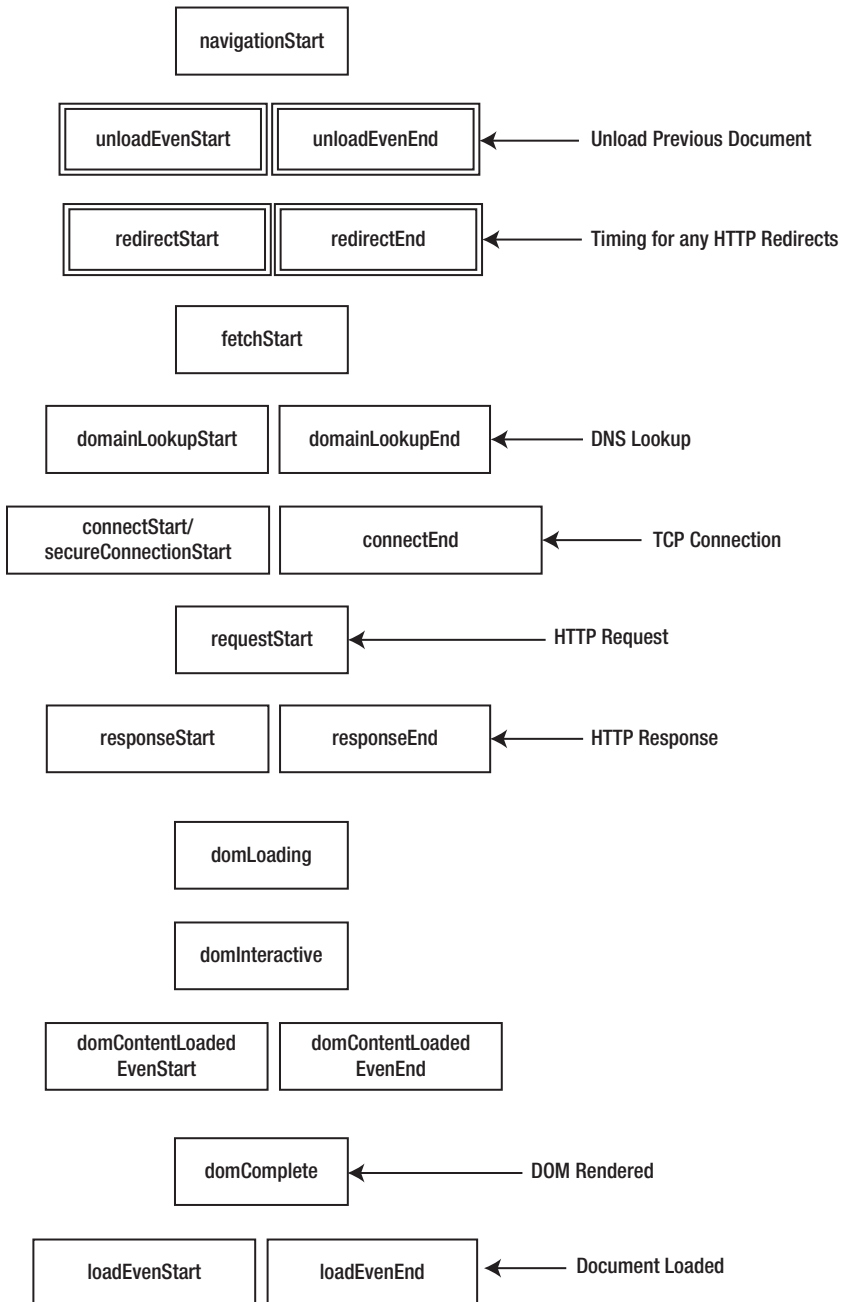 navigationStart
unloadEvenStart
unloadEvenEnd
Unload Previous Document
redirectStart
redirectEnd
Timing for any HTTP Redirects
fetchStart
domainLookupStart
domainLookupEnd
DNS Lookup
connectStart/
secureConnectionStart
connectEnd
TCP Connection
requestStart
HTTP Request
responseStart
responseEnd
HTTP Response
domLoading
domInteractive
domContentLoaded
EvenStart
domContentLoaded
EvenEnd
domComplete
DOM Rendered
loadEvenStart
loadEvenEnd
Document Loaded